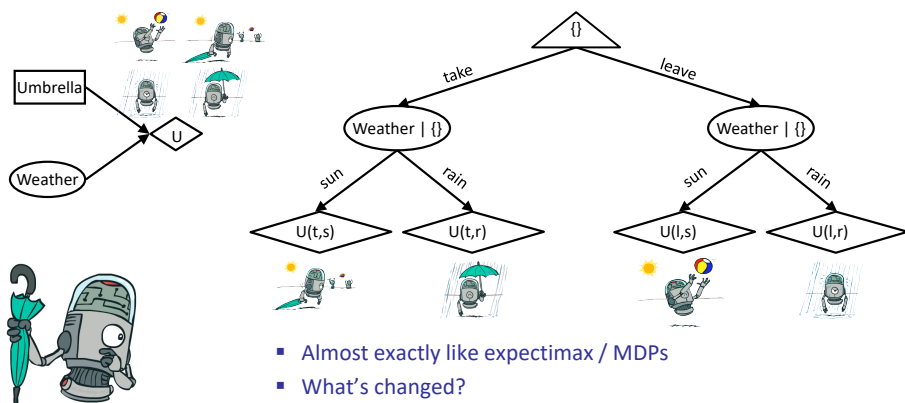 {}
take
leave
Umbrella
Weather | {}
Weather | {}
U
Weather
sun
rain
sun
rain
U(t,s)
U(t,r)
U(l,s)
U(l,r)
▪ Almost exactly like expectimax / MDPs
▪ What's changed?